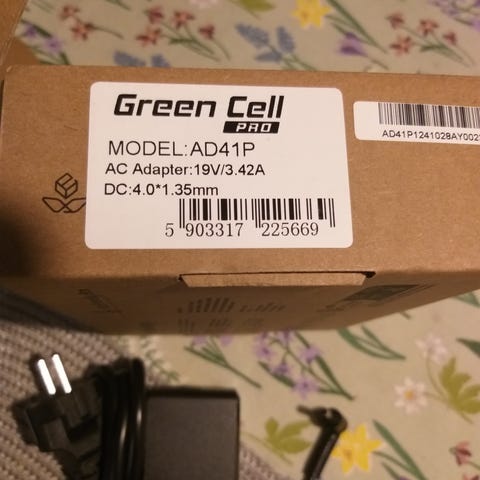 Green Cell
PRO
MODEL:AD41P
AC Adapter:19V/3.42A
DC:4.0*1.35mm
5 903317 225669